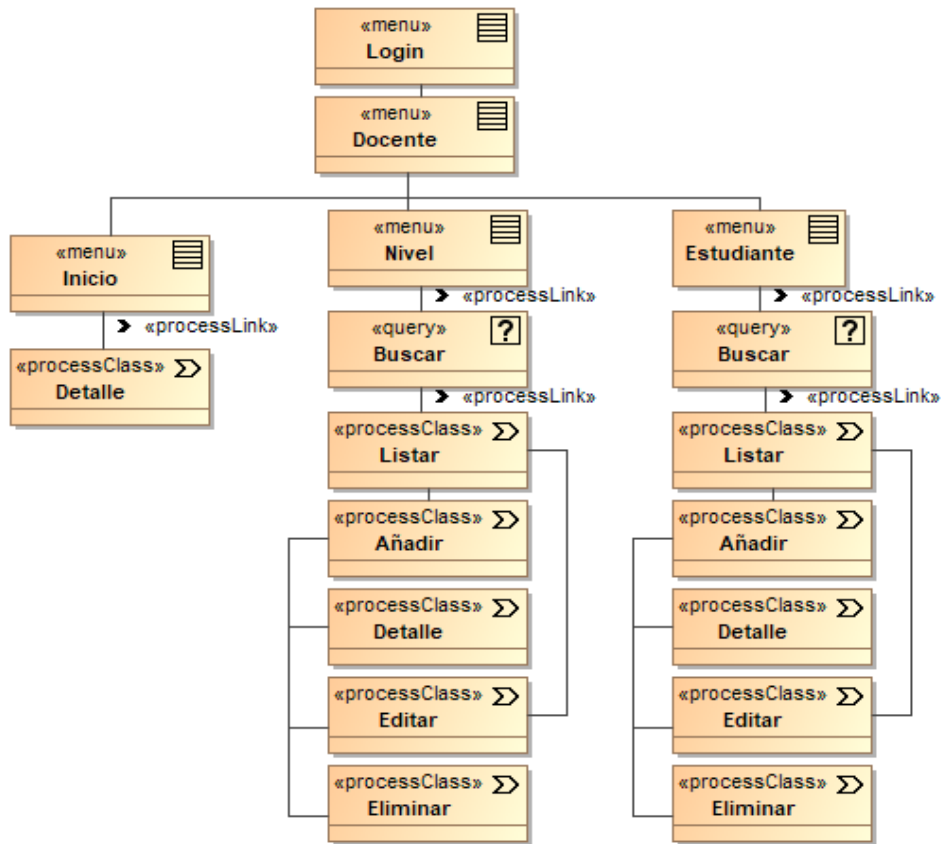 «menu»
Login
«menu»
Docente
«menu»
Inicio
«processLink»
«processClass»
Detalle
«menu»
Nivel
«processLink»
«query»
?
Buscar
«processLink»
«processClass»
Listar
«processClass»
Añadir
«processClass»
Detalle
«processClass»
Editar
«processClass»
Eliminar
«menu»
Estudiante
«processLink»
«query»
?
Buscar
«processLink»
«processClass»
Listar
«processClass»
Añadir
«processClass»
Detalle
«processClass»
Editar
«processClass»
Eliminar